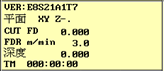 VER:E8S21A1T7
平面 XY Z-.
CUT FD 0.000
FDR m/min 3.0
深度 0.000
TM 000:00:00